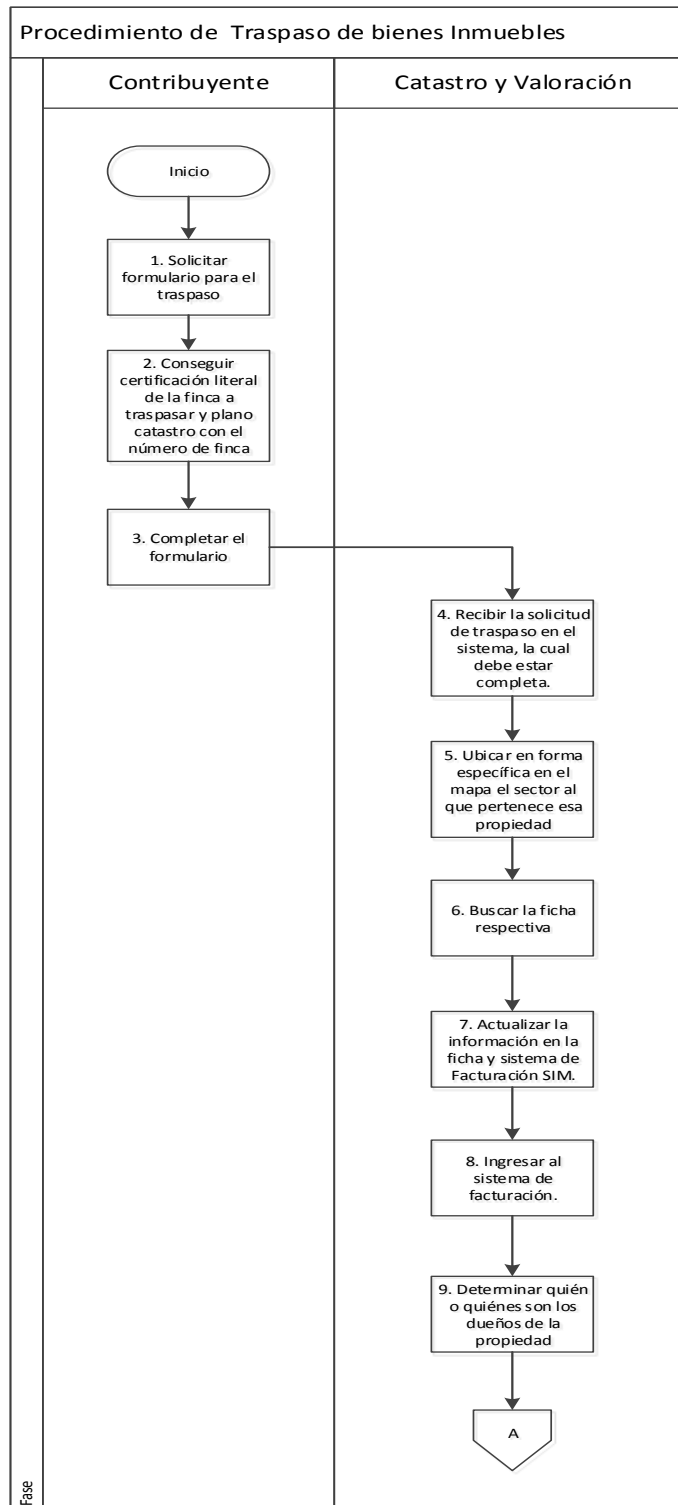 Procedimiento de Traspaso de bienes Inmuebles
Contribuyente
Catastro y Valoración
Inicio
1. Solicitar
formulario para el
traspaso
2. Conseguir
certificación literal
de la finca a
traspasar y plano
catastro con el
número de finca
3. Completar el
formulario
4. Recibir la solicitud
de traspaso en el
sistema, la cual
debe estar
completa.
5. Ubicar en forma
específica en el
mapa el sector al
que pertenece esa
propiedad
6. Buscar la ficha
respectiva
7. Actualizar la
información en la
ficha y sistema de
Facturación SIM.
8. Ingresar al
sistema de
facturación.
9. Determinar quién
o quiénes son los
dueños de la
propiedad
A
Fase